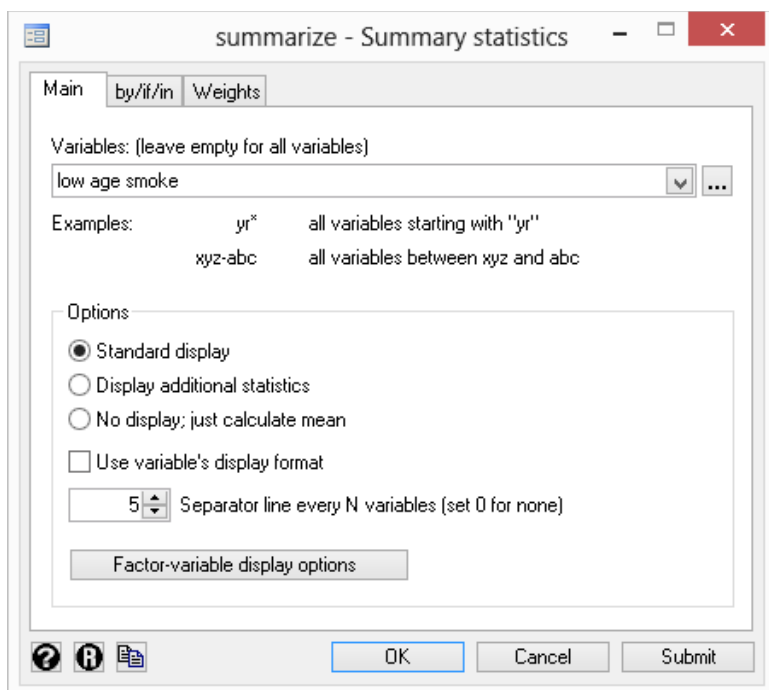 summarize - Summary statistics
Main by/if/in Weights
Variables: (leave empty for all variables)
low age smoke ...
Examples: yr* all variables starting with "yr"
xyz-abc all variables between xyz and abc
Options
Standard display
Display additional statistics
No display; just calculate mean
Use variable's display format
5 Separator line every N variables (set 0 for none)
Factor-variable display options
? R OK Cancel Submit